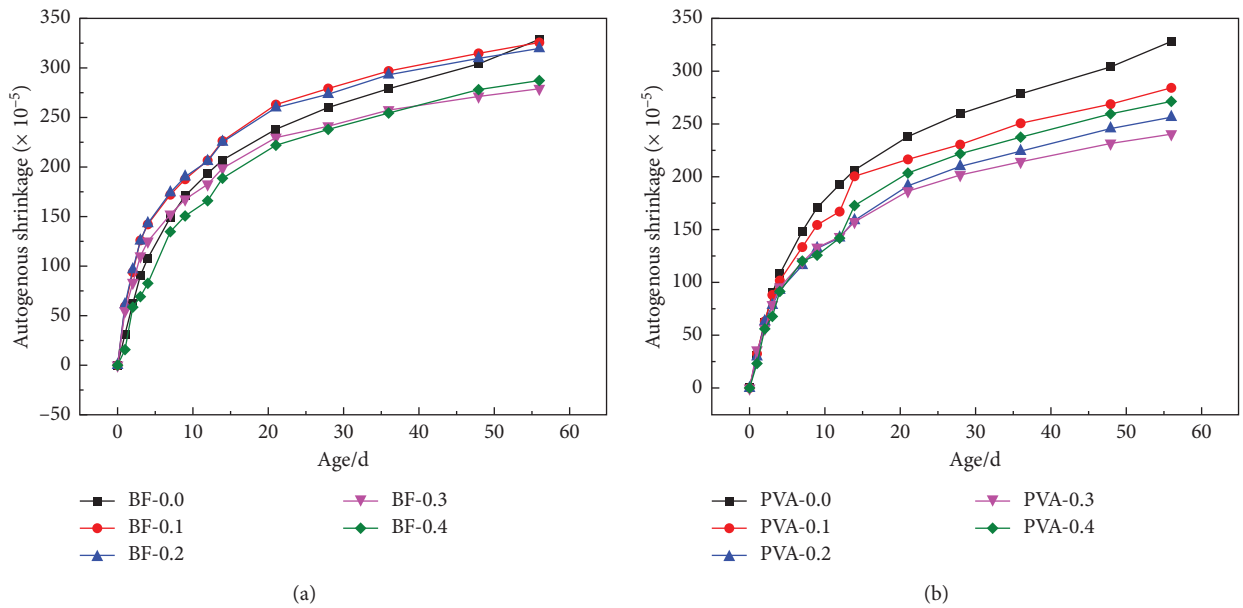 350
300
250
200
150
100
50
0
–50
Autogenous shrinkage (× 10⁻⁵)
0 10 20 30 40 50 60
Age/d
BF-0.0 BF-0.3
BF-0.1 BF-0.4
BF-0.2
(a)
350
300
250
200
150
100
50
0
Autogenous shrinkage (× 10⁻⁵)
0 10 20 30 40 50 60
Age/d
PVA-0.0 PVA-0.3
PVA-0.1 PVA-0.4
PVA-0.2
(b)